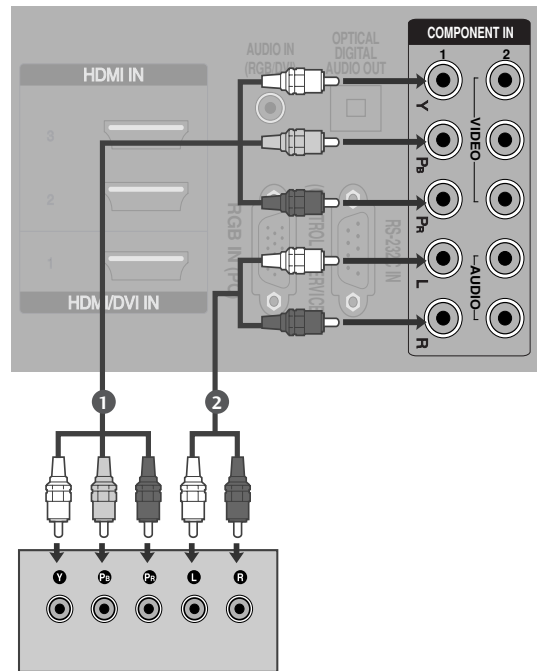 COMPONENT IN
1 2
AUDIO IN
(RGB/DVI)
OPTICAL
DIGITAL
AUDIO OUT
HDMI IN
3
2
1
HDMI/DVI IN
RGB IN (PC)
RS-232C IN
Y
PB
PR
VIDEO
L
R
AUDIO
1
2
Y PB PR L R